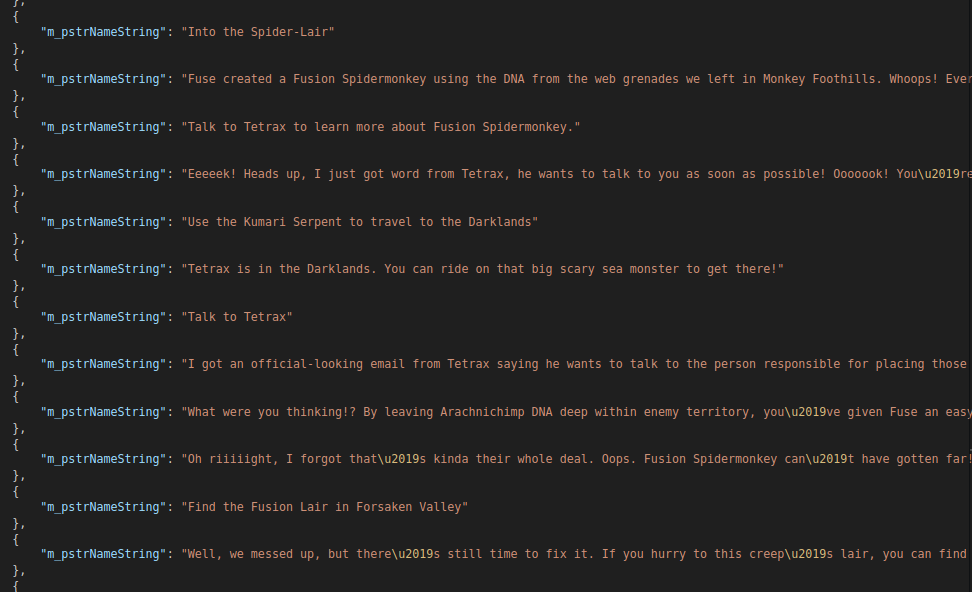 },
{
"m_pstrNameString": "Into the Spider-Lair"
},
{
"m_pstrNameString": "Fuse created a Fusion Spidermonkey using the DNA from the web grenades we left in Monkey Foothills. Whoops! Ever
},
{
"m_pstrNameString": "Talk to Tetrax to learn more about Fusion Spidermonkey."
},
{
"m_pstrNameString": "Eeeeek! Heads up, I just got word from Tetrax, he wants to talk to you as soon as possible! Ooooook! You\u2019re
},
{
"m_pstrNameString": "Use the Kumari Serpent to travel to the Darklands"
},
{
"m_pstrNameString": "Tetrax is in the Darklands. You can ride on that big scary sea monster to get there!"
},
{
"m_pstrNameString": "Talk to Tetrax"
},
{
"m_pstrNameString": "I got an official-looking email from Tetrax saying he wants to talk to the person responsible for placing those
},
{
"m_pstrNameString": "What were you thinking!? By leaving Arachnichimp DNA deep within enemy territory, you\u2019ve given Fuse an easy
},
{
"m_pstrNameString": "Oh riiiiight, I forgot that\u2019s kinda their whole deal. Oops. Fusion Spidermonkey can\u2019t have gotten far!
},
{
"m_pstrNameString": "Find the Fusion Lair in Forsaken Valley"
},
{
"m_pstrNameString": "Well, we messed up, but there\u2019s still time to fix it. If you hurry to this creep\u2019s lair, you can find
},
{